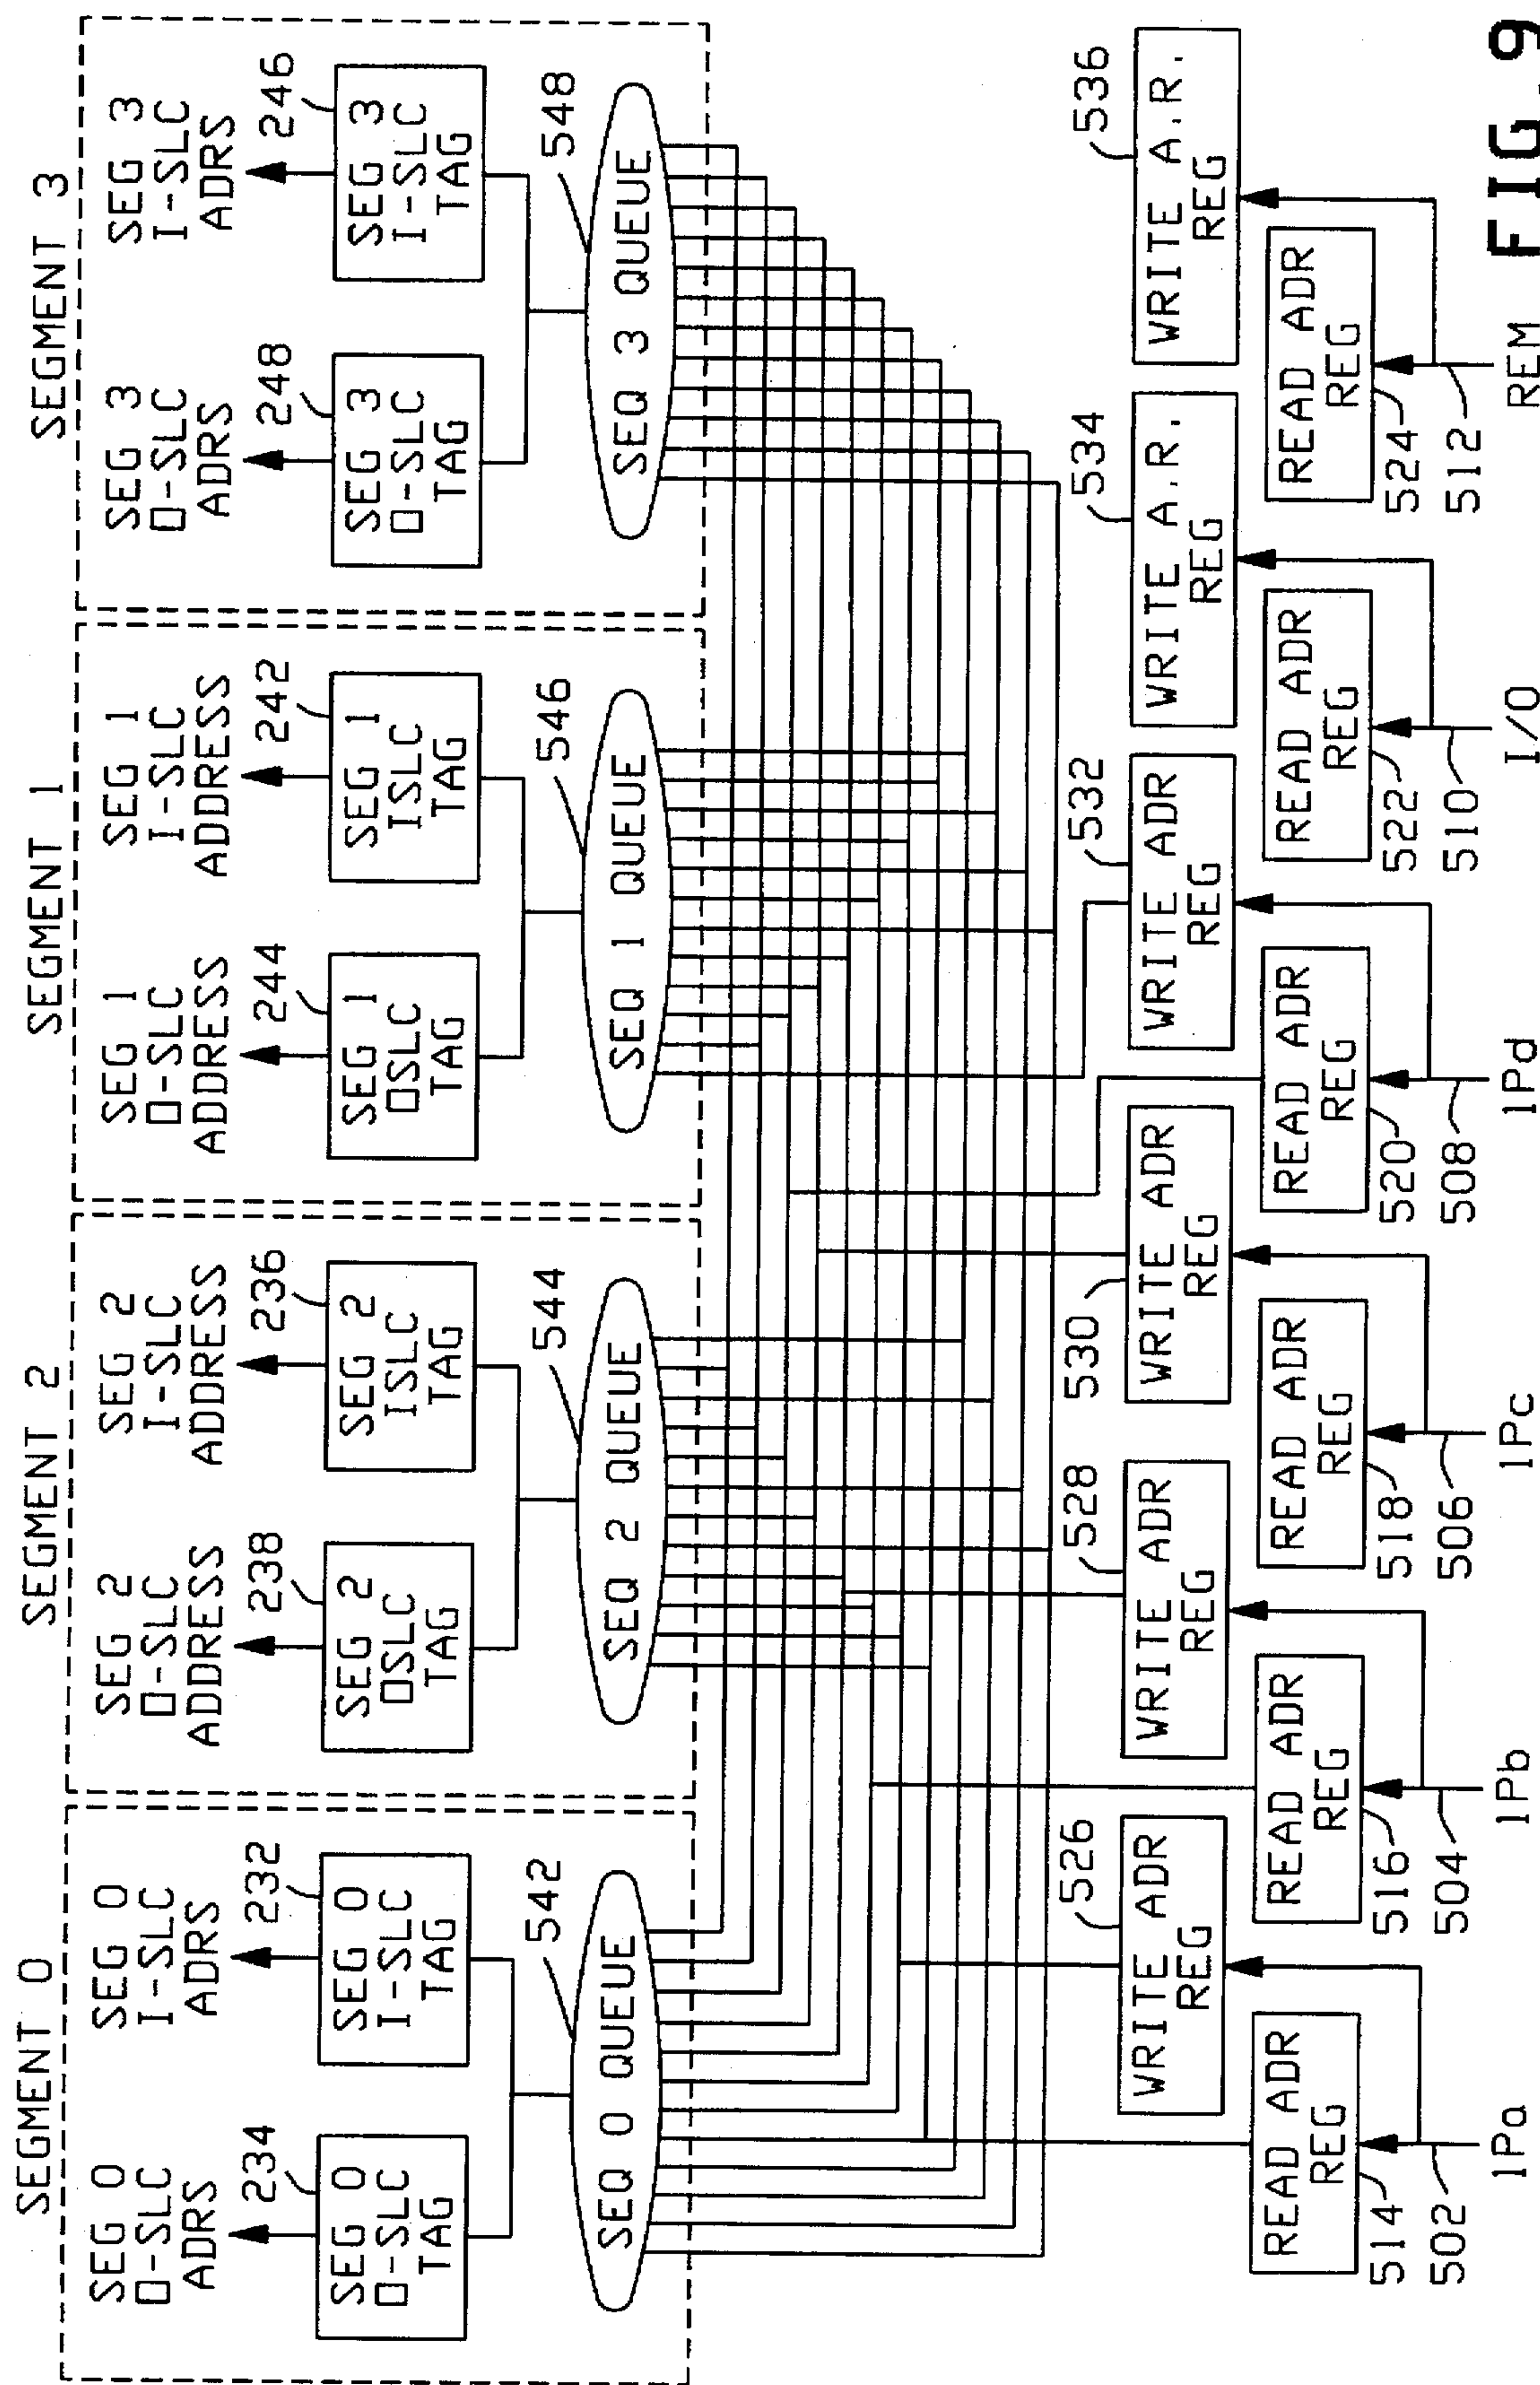 SEGMENT 0
SEG 0
O-SLC
ADRS
234
SEG 0
O-SLC
TAG
SEG 0
I-SLC
ADRS
232
SEG 0
I-SLC
TAG
542
SEQ 0 QUEUE
SEGMENT 2
SEG 2
O-SLC
ADDRESS
238
SEG 2
OSLC
TAG
SEG 2
I-SLC
ADDRESS
236
SEG 2
ISLC
TAG
544
SEQ 2 QUEUE
SEGMENT 1
SEG 1
O-SLC
ADDRESS
244
SEG 1
OSLC
TAG
SEG 1
I-SLC
ADDRESS
242
SEG 1
ISLC
TAG
546
SEQ 1 QUEUE
SEGMENT 3
SEG 3
O-SLC
ADRS
248
SEG 3
O-SLC
TAG
SEG 3
I-SLC
ADRS
246
SEG 3
I-SLC
TAG
548
SEQ 3 QUEUE
526
WRITE ADR
REG
READ ADR
REG
514
502
IPa
528
WRITE ADR
REG
READ ADR
REG
516
504
IPb
530
WRITE ADR
REG
READ ADR
REG
518
506
IPc
532
WRITE ADR
REG
READ ADR
REG
520
508
IPd
534
WRITE A.R.
REG
READ ADR
REG
522
510
I/O
536
WRITE A.R.
REG
READ ADR
REG
524
512
REM
FIG. 9